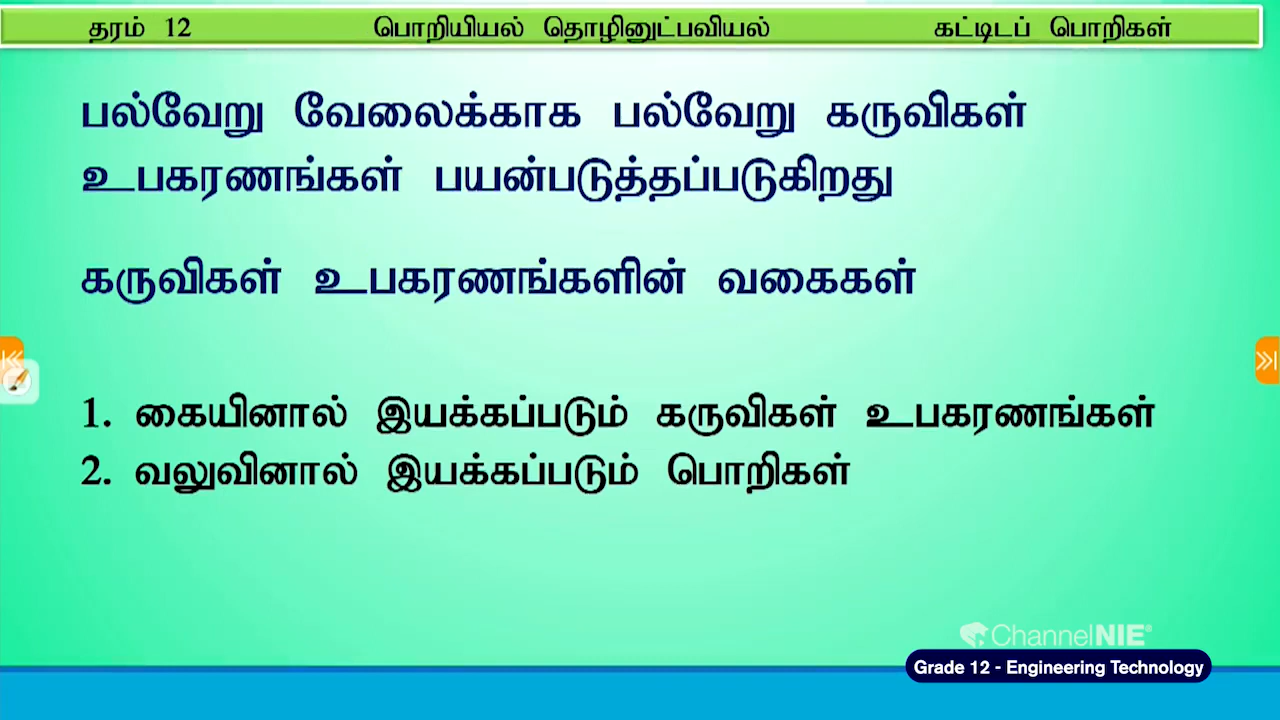 தரம் 12 பொறியியல் தொழினுட்பவியல் கட்டிடப் பொறிகள்
பல்வேறு வேலைக்காக பல்வேறு கருவிகள்
உபகரணங்கள் பயன்படுத்தப்படுகிறது
கருவிகள் உபகரணங்களின் வகைகள்
1. கையினால் இயக்கப்படும் கருவிகள் உபகரணங்கள்
2. வலுவினால் இயக்கப்படும் பொறிகள்
ChannelNIE
Grade 12 - Engineering Technology